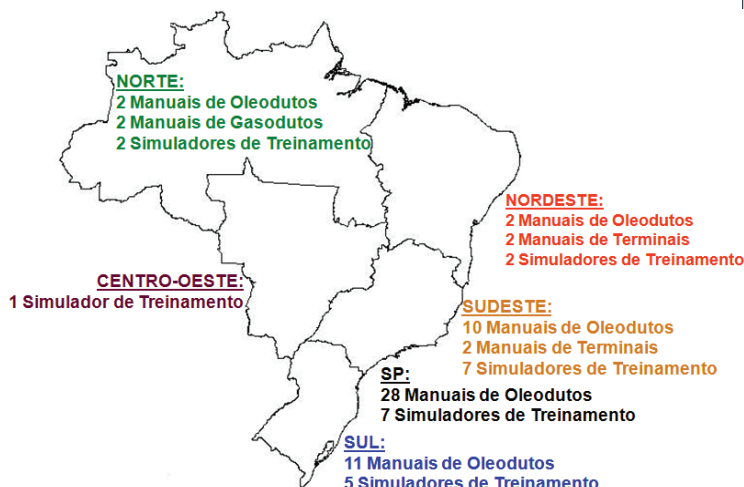 NORTE:
2 Manuais de Oleodutos
2 Manuais de Gasodutos
2 Simuladores de Treinamento
NORDESTE:
2 Manuais de Oleodutos
2 Manuais de Terminais
2 Simuladores de Treinamento
CENTRO-OESTE:
1 Simulador de Treinamento
SUDESTE:
10 Manuais de Oleodutos
2 Manuais de Terminais
7 Simuladores de Treinamento
SP:
28 Manuais de Oleodutos
7 Simuladores de Treinamento
SUL:
11 Manuais de Oleodutos
5 Simuladores de Treinamento